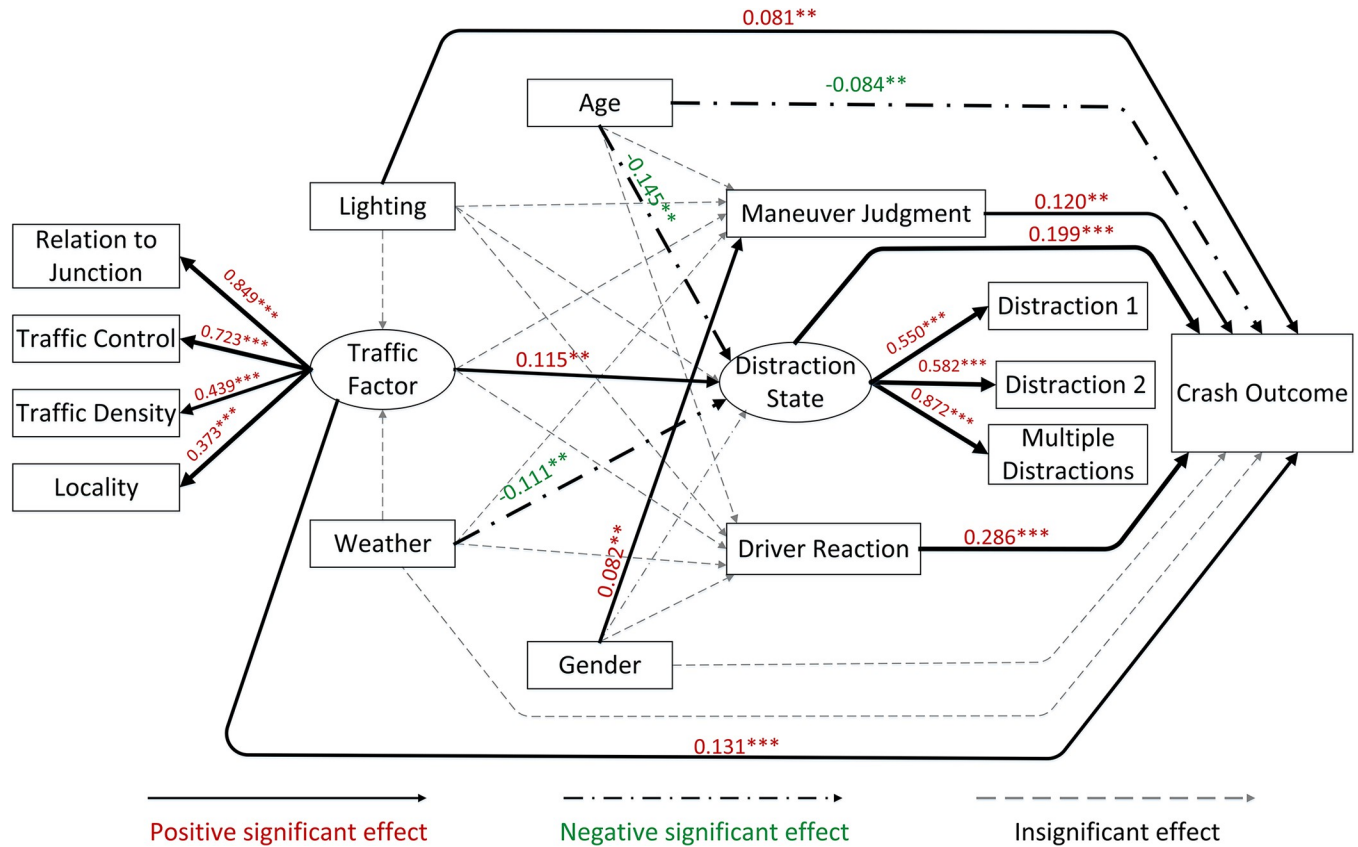 0.081**
Age
-0.084**
-0.145**
Lighting
Maneuver Judgment
0.120**
0.199***
Relation to
Junction
0.849***
Traffic Control
0.723***
Traffic
Factor
0.115**
Distraction
State
0.550***
Distraction 1
0.582***
Distraction 2
0.872***
Multiple
Distractions
Crash Outcome
0.439***
Traffic Density
0.373***
Locality
-0.111**
Weather
0.082**
Driver Reaction
0.286***
Gender
0.131***
Positive significant effect
Negative significant effect
Insignificant effect